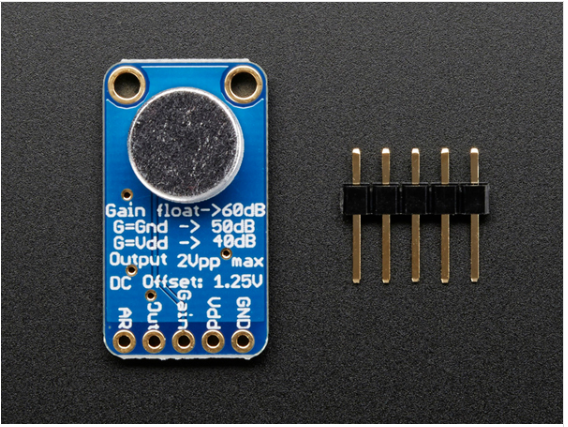 Gain float->60dB
G=Gnd -> 50dB
G=Vdd -> 40dB
Output 2Vpp max
DC Offset: 1.25V
AR Out Gain Vdd GND